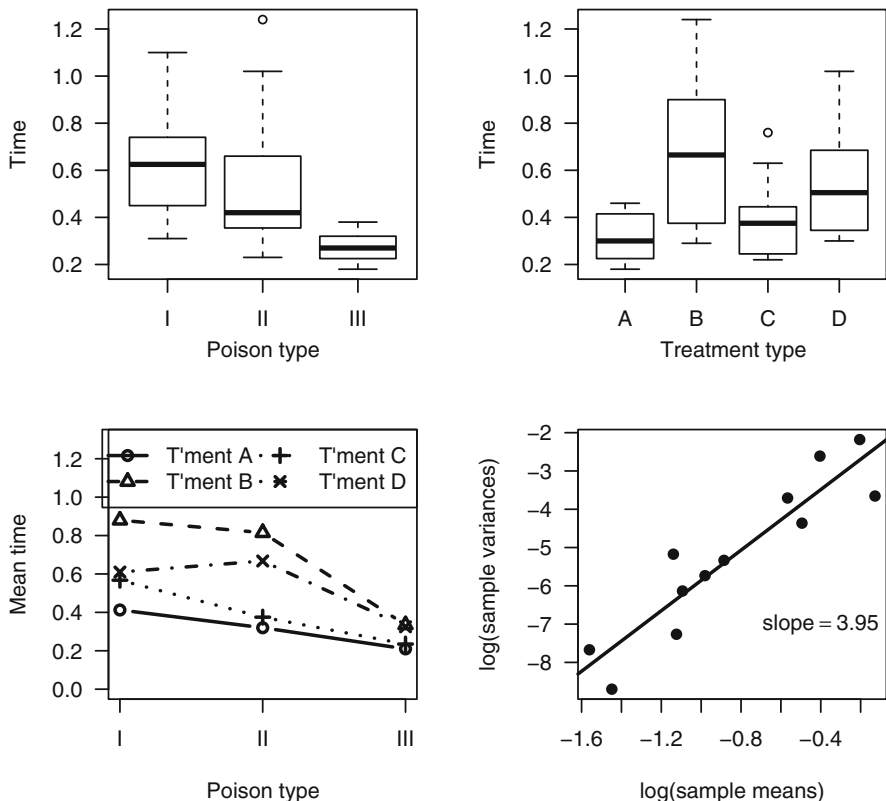 Time
1.2
1.0
0.8
0.6
0.4
0.2
I
II
III
Poison type
Time
1.2
1.0
0.8
0.6
0.4
0.2
A
B
C
D
Treatment type
Mean time
1.2
1.0
0.8
0.6
0.4
0.2
0.0
T'ment A
T'ment B
T'ment C
T'ment D
I
II
III
Poison type
log(sample variances)
−2
−3
−4
−5
−6
−7
−8
slope = 3.95
−1.6
−1.2
−0.8
−0.4
log(sample means)